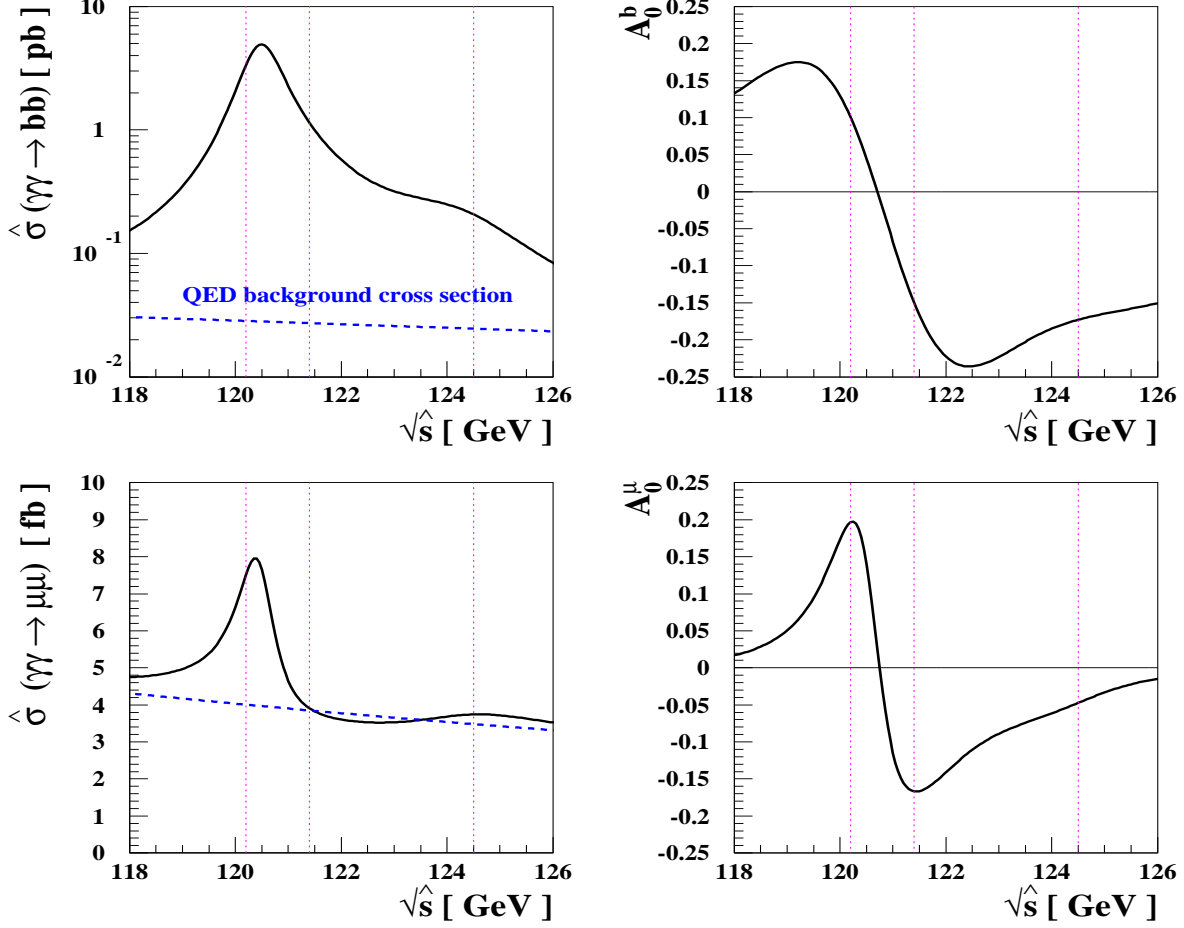 σ̂ (γγ → bb) [ pb ]
10
1
10⁻¹
10⁻²
QED background cross section
118 120 122 124 126
√ŝ [ GeV ]
A₀ᵇ
0.25
0.2
0.15
0.1
0.05
0
-0.05
-0.1
-0.15
-0.2
-0.25
118 120 122 124 126
√ŝ [ GeV ]
σ̂ (γγ → μμ) [ fb ]
10
9
8
7
6
5
4
3
2
1
0
118 120 122 124 126
√ŝ [ GeV ]
A₀^μ
0.25
0.2
0.15
0.1
0.05
0
-0.05
-0.1
-0.15
-0.2
-0.25
118 120 122 124 126
√ŝ [ GeV ]